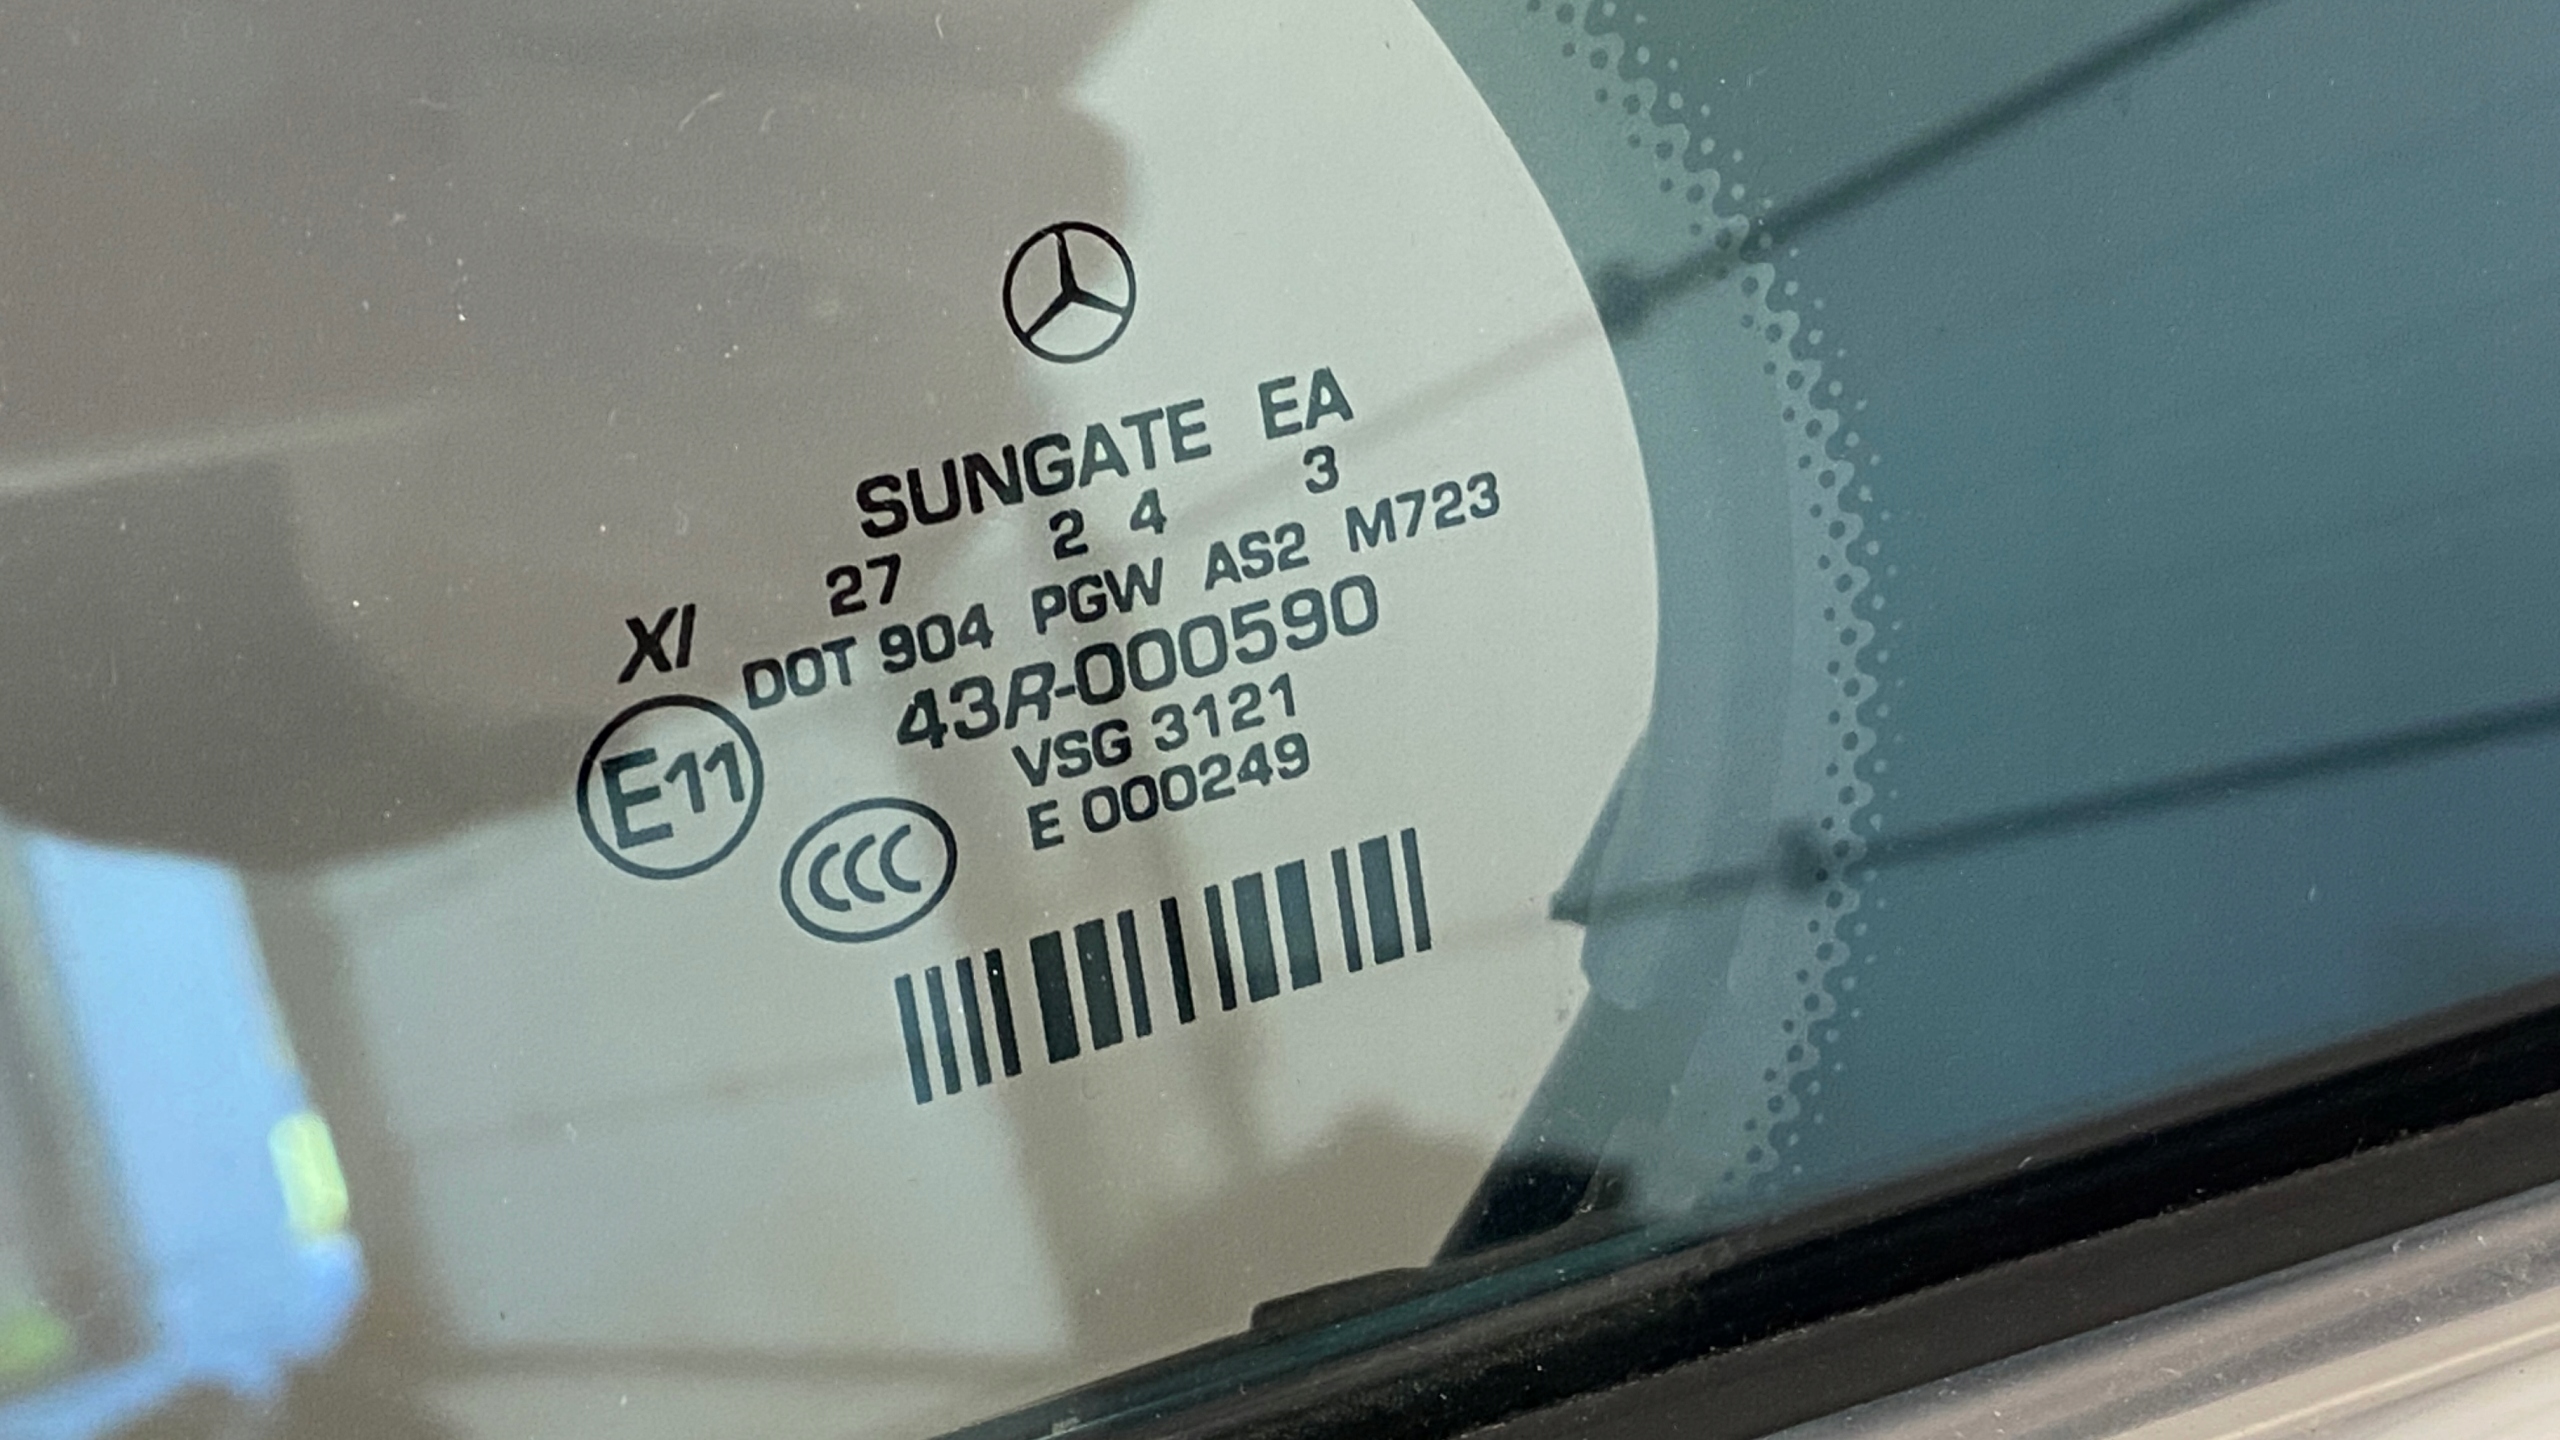 SUNGATE EA
27 2 4 3
XI DOT 904 PGW AS2 M723
43R-000590
E11 VSG 3121
CCC E 000249